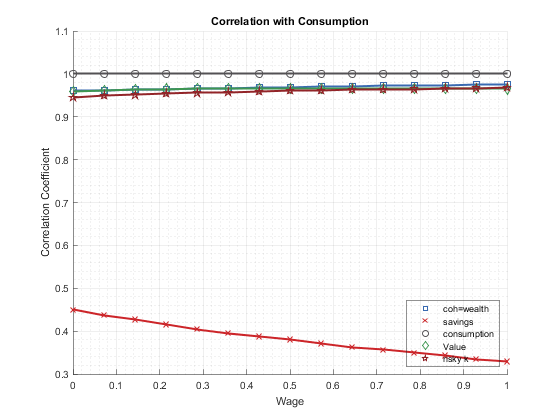 Correlation with Consumption
1.1
1
0.9
0.8
0.7
0.6
0.5
0.4
0.3
Correlation Coefficient
0
0.1
0.2
0.3
0.4
0.5
0.6
0.7
0.8
0.9
1
Wage
coh=wealth
savings
consumption
Value
risky k